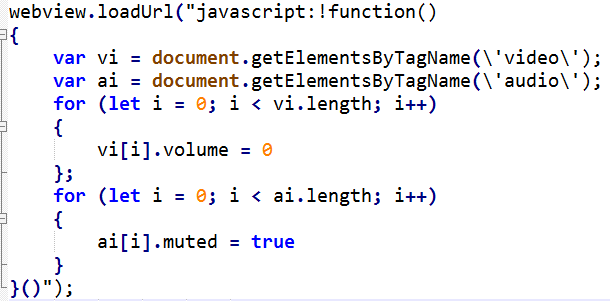 webview.loadUrl("javascript:!function()
{
    var vi = document.getElementsByTagName(\'video\');
    var ai = document.getElementsByTagName(\'audio\');
    for (let i = 0; i < vi.length; i++)
    {
        vi[i].volume = 0
    };
    for (let i = 0; i < ai.length; i++)
    {
        ai[i].muted = true
    }
}()");